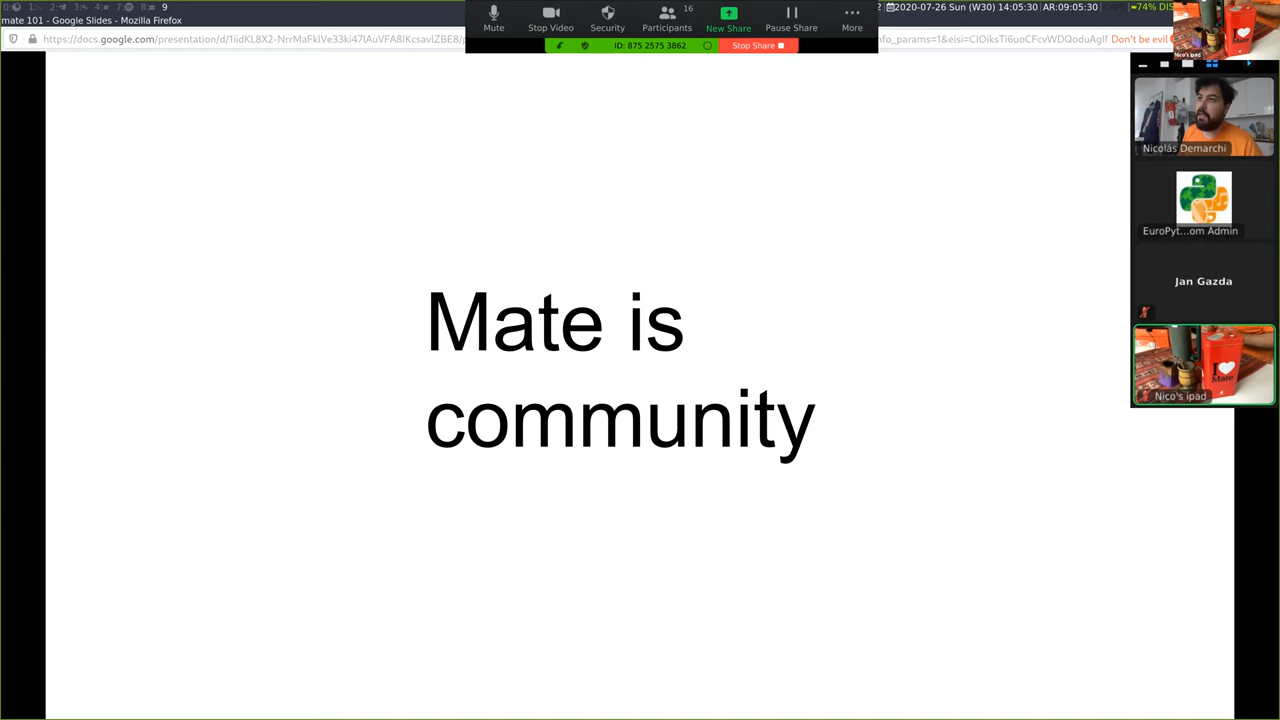 2020-07-26 Sun (W30) 14:05:30
AR:09:05:30
74% DIS
mate 101 - Google Slides - Mozilla Firefox
Mute
Stop Video
Security
Participants
16
New Share
Pause Share
More
ID: 875 2575 3862
Stop Share
Don't be evil
Mate is
community
Nicolás Demarchi
EuroPyt...om Admin
Jan Gazda
I
Mate
Nico's ipad